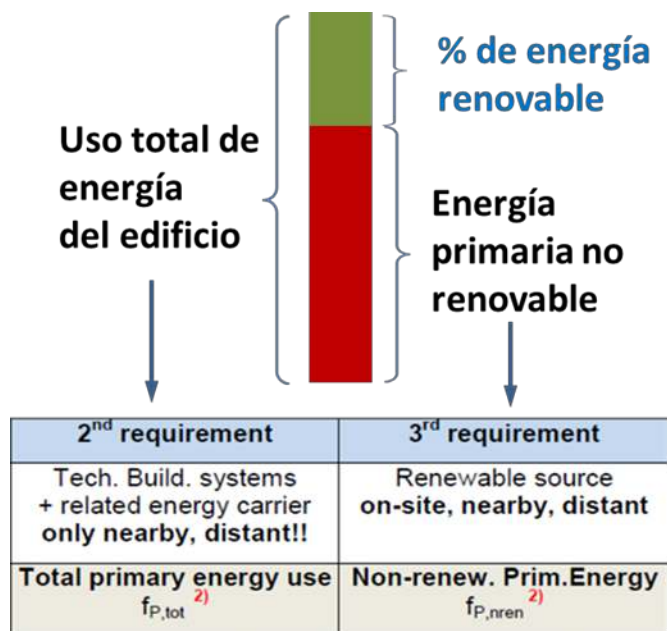 % de energía
renovable
Uso total de
energía
del edificio
Energía
primaria no
renovable
2nd requirement
3rd requirement
Tech. Build. systems
+ related energy carrier
only nearby, distant!!
Renewable source
on-site, nearby, distant
Total primary energy use
fP,tot 2)
Non-renew. Prim.Energy
fP,nren 2)